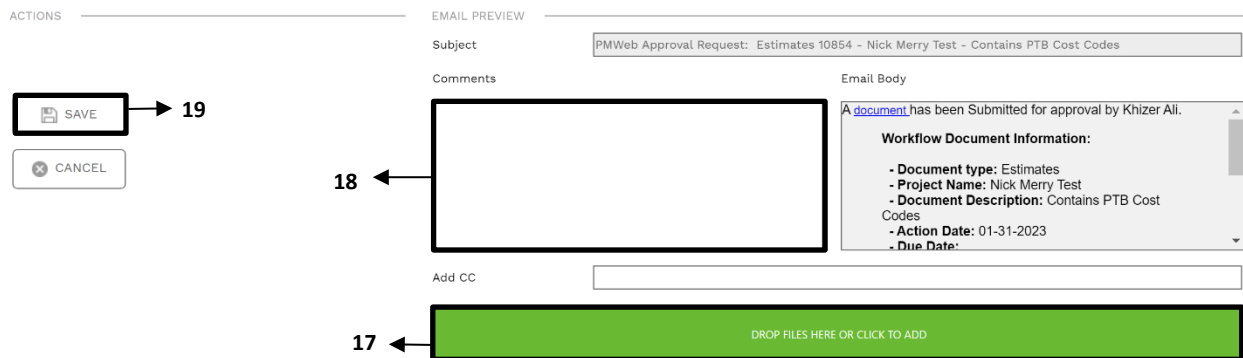 ACTIONS
EMAIL PREVIEW
Subject
PMWeb Approval Request:  Estimates 10854 - Nick Merry Test - Contains PTB Cost Codes
Comments
Email Body
SAVE
19
CANCEL
18
A document has been Submitted for approval by Khizer Ali.
Workflow Document Information:
- Document type: Estimates
- Project Name: Nick Merry Test
- Document Description: Contains PTB Cost
Codes
- Action Date: 01-31-2023
- Due Date:
Add CC
17
DROP FILES HERE OR CLICK TO ADD